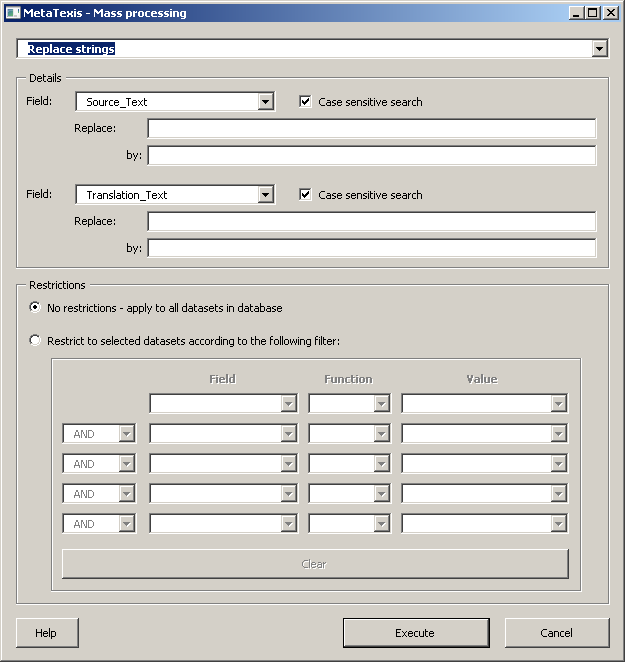 MetaTexis - Mass processing
Replace strings
Details
Field: Source_Text Case sensitive search
Replace:
by:
Field: Translation_Text Case sensitive search
Replace:
by:
Restrictions
No restrictions - apply to all datasets in database
Restrict to selected datasets according to the following filter:
Field Function Value
AND
AND
AND
AND
Clear
Help Execute Cancel